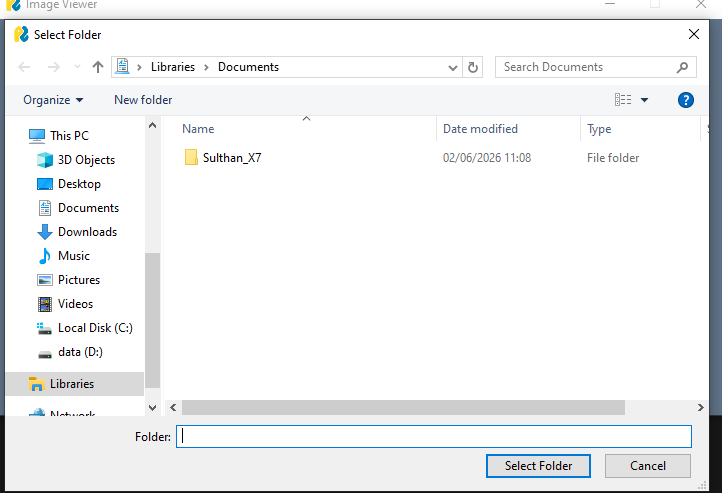 Image Viewer
Select Folder
Libraries > Documents
Search Documents
Organize
New folder
?
Name
Date modified
Type
Sulthan_X7
02/06/2026 11:08
File folder
This PC
3D Objects
Desktop
Documents
Downloads
Music
Pictures
Videos
Local Disk (C:)
data (D:)
Libraries
Network
Folder:
Select Folder
Cancel